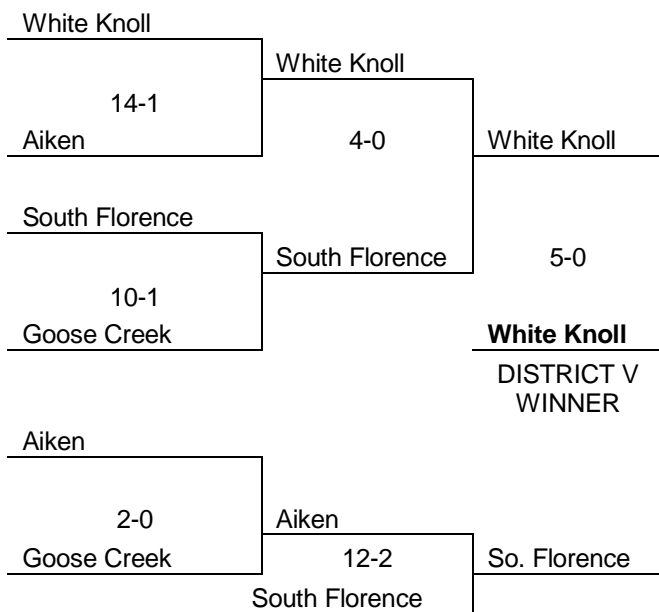 White Knoll
White Knoll
14-1
Aiken
4-0
White Knoll
South Florence
South Florence
5-0
10-1
Goose Creek
White Knoll
DISTRICT V
WINNER
Aiken
2-0
Aiken
Goose Creek
12-2
So. Florence
South Florence